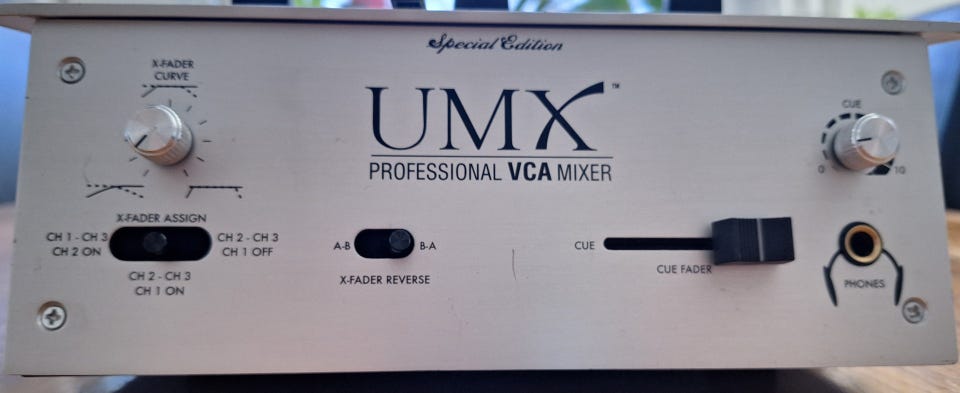 Special Edition
X-FADER
CURVE
UMX™
PROFESSIONAL VCA MIXER
CUE
0
10
X-FADER ASSIGN
CH 1 - CH 3
CH 2 ON
CH 2 - CH 3
CH 1 OFF
CH 2 - CH 3
CH 1 ON
A-B
B-A
X-FADER REVERSE
CUE
CUE FADER
PHONES